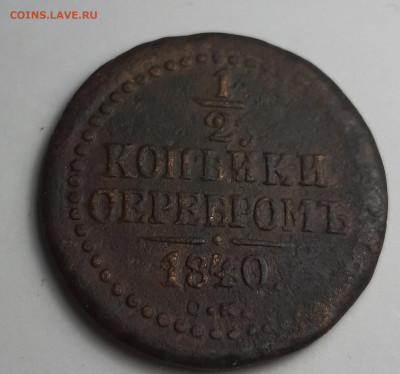 COINS.LAVE.RU
1
2
КОПѢЙКИ
СЕРЕБРОМЪ
1840.
С.М.